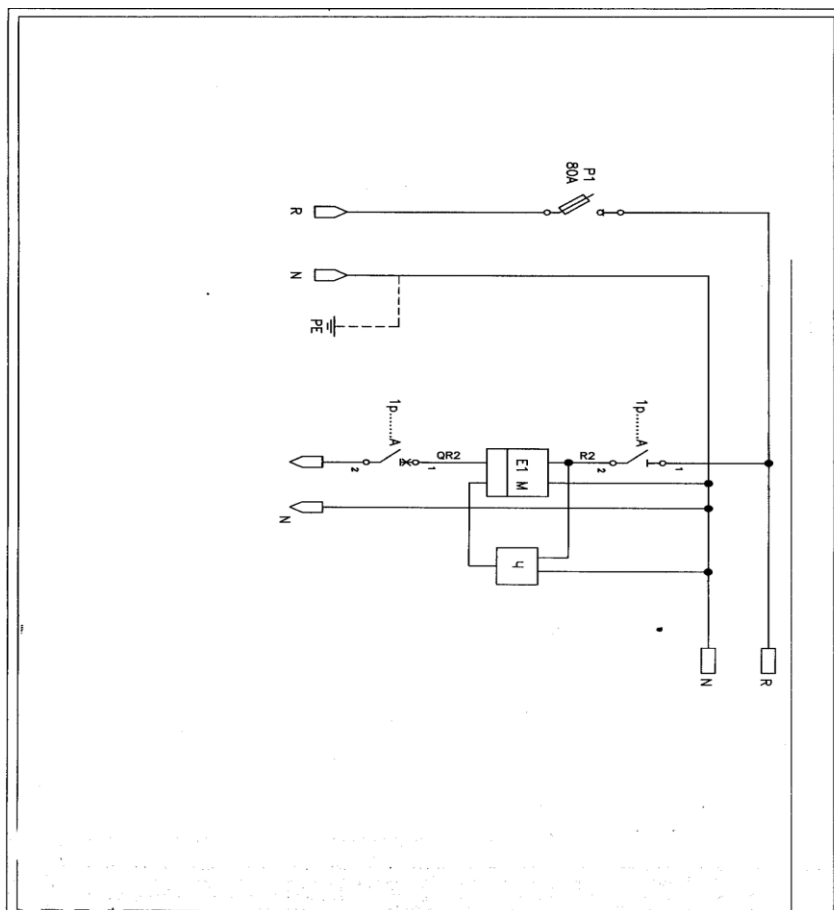 P1
80A
R
N
PE
1p.......A
1p.......A
2
1
QR2
E1
M
R2
2
1
N
Ч
N
R